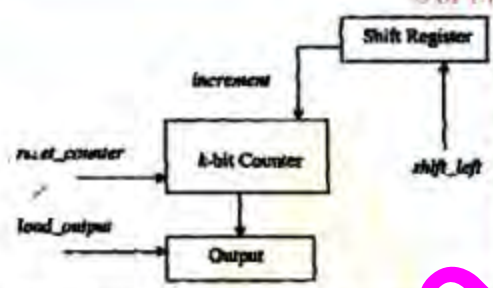 Shift Register
increment
reset_counter
k-bit Counter
shift_left
load_output
Output